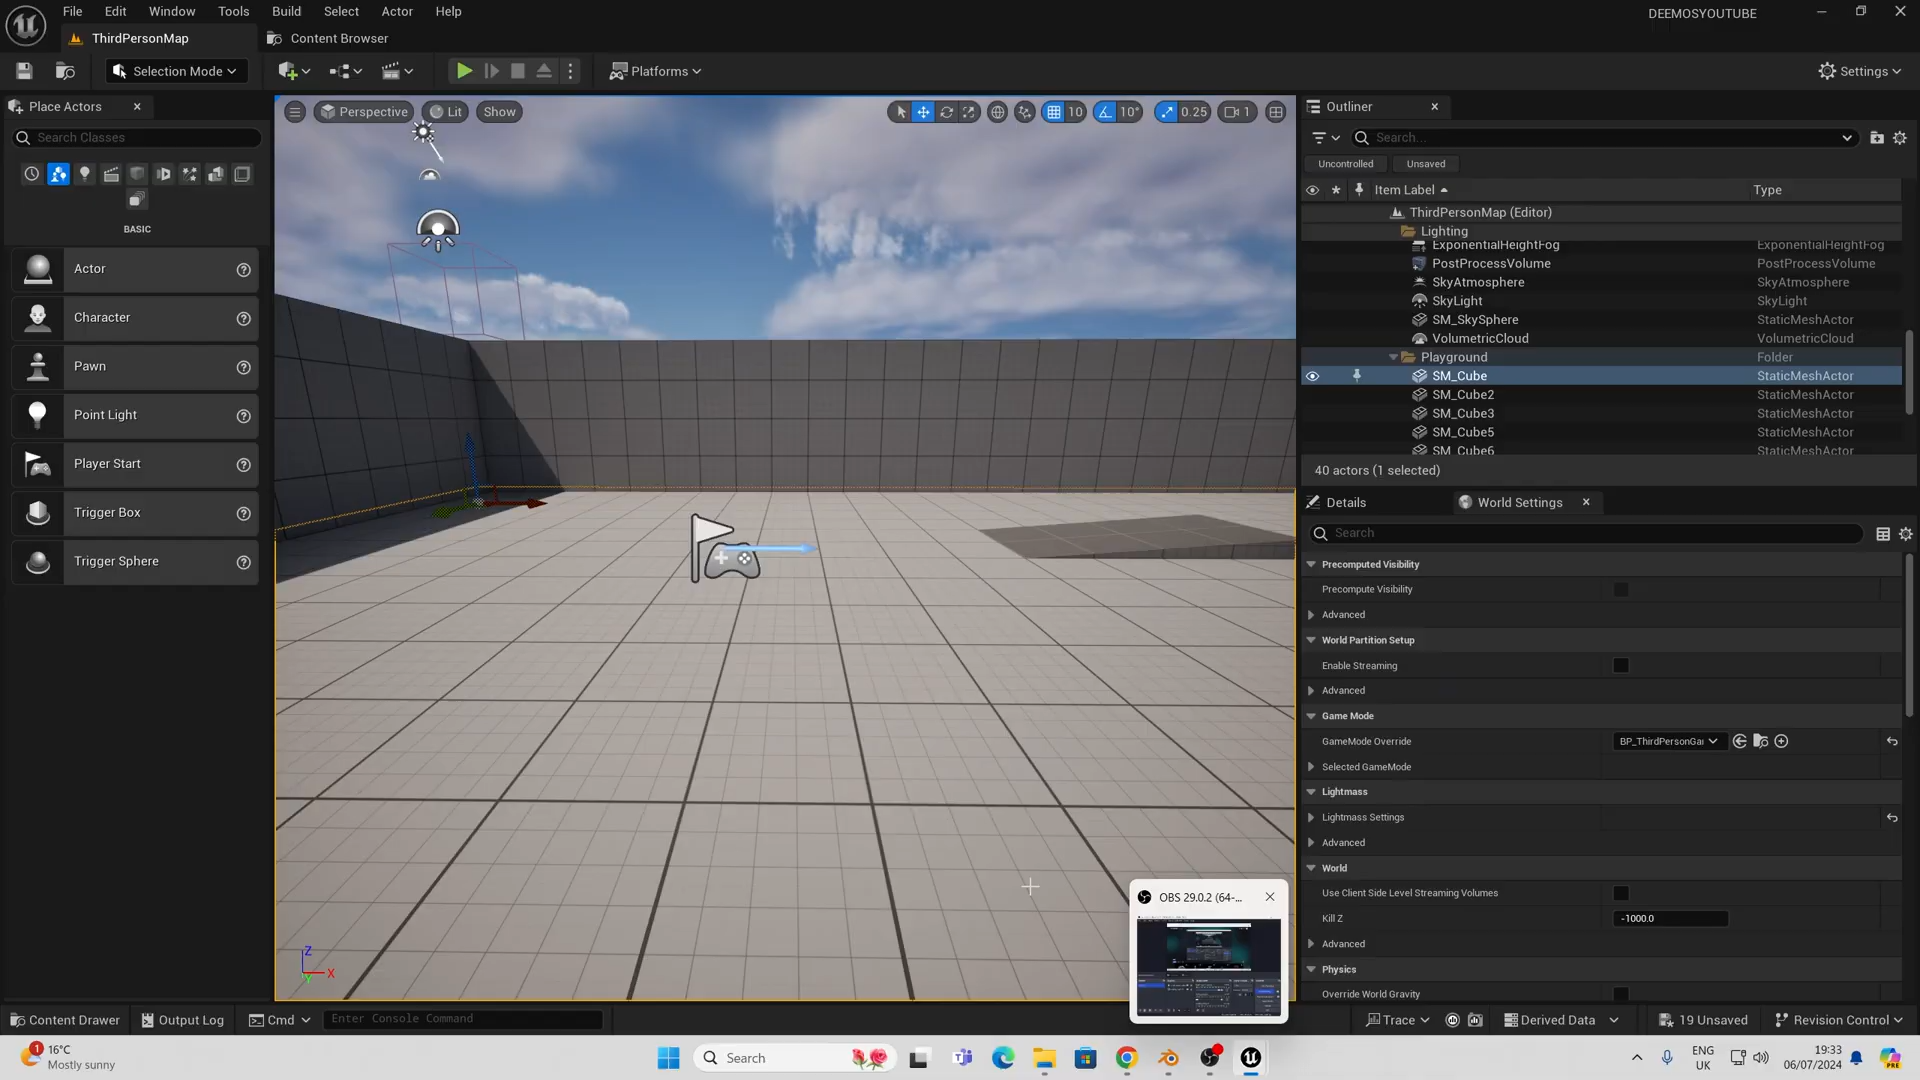 File Edit Window Tools Build Select Actor Help
DEEMOSYOUTUBE
ThirdPersonMap
Content Browser
Selection Mode
Platforms
Settings
Place Actors
Search Classes
BASIC
Actor
Character
Pawn
Point Light
Player Start
Trigger Box
Trigger Sphere
Perspective
Lit
Show
10
10°
0.25
1
Z
X
Y
Outliner
Search...
Uncontrolled
Unsaved
Item Label
Type
ThirdPersonMap (Editor)
Lighting
ExponentialHeightFog ExponentialHeightFog
PostProcessVolume PostProcessVolume
SkyAtmosphere SkyAtmosphere
SkyLight SkyLight
SM_SkySphere StaticMeshActor
VolumetricCloud VolumetricCloud
Playground Folder
SM_Cube StaticMeshActor
SM_Cube2 StaticMeshActor
SM_Cube3 StaticMeshActor
SM_Cube5 StaticMeshActor
SM_Cube6 StaticMeshActor
40 actors (1 selected)
Details
World Settings
Search
Precomputed Visibility
Precompute Visibility
Advanced
World Partition Setup
Enable Streaming
Advanced
Game Mode
GameMode Override BP_ThirdPersonGai
Selected GameMode
Lightmass
Lightmass Settings
Advanced
World
Use Client Side Level Streaming Volumes
Kill Z -1000.0
Advanced
Physics
Override World Gravity
OBS 29.0.2 (64-...
Content Drawer
Output Log
Cmd
Enter Console Command
Trace
Derived Data
19 Unsaved
Revision Control
1
16°C
Mostly sunny
Search
ENG
UK
19:33
06/07/2024
PRE